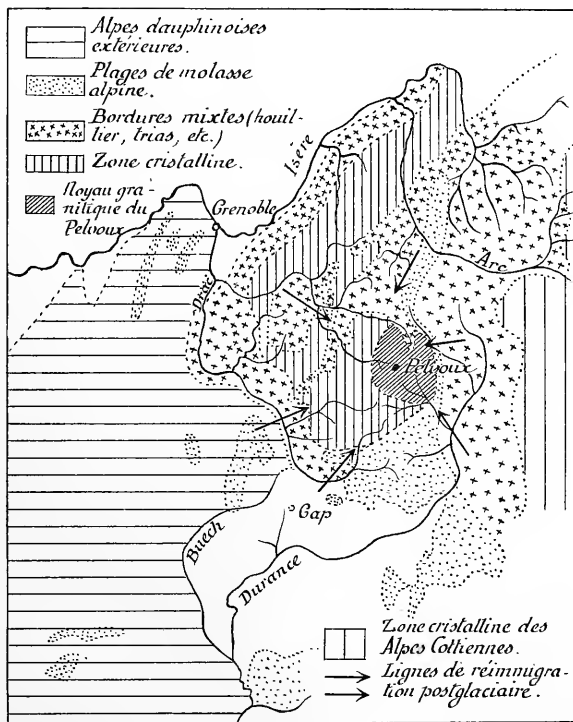 Alpes dauphinoises
extérieures.
Plages de molasse
alpine.
Bordures mixtes (houil-
lier, trias, etc.)
Zone cristalline.
Noyau gra-
nitique du
Pelvoux
Isère
Grenoble
Drac
Arc
Pelvoux
Gap
Buech
Durance
Zone cristalline des
Alpes Cottiennes.
Lignes de réimmigra-
tion postglaciaire.